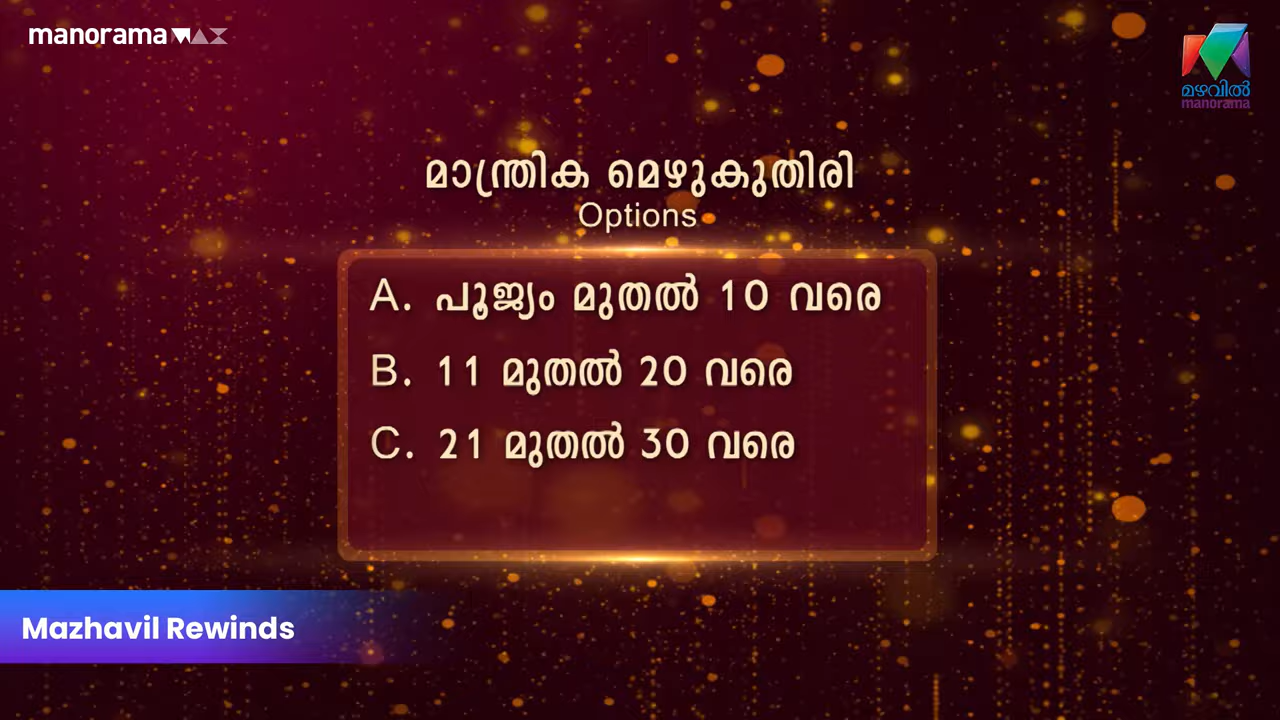 manorama MAX
മഴവിൽ
manorama
മാന്ത്രിക മെഴുകുതിരി
Options
A. പൂജ്യം മുതൽ 10 വരെ
B. 11 മുതൽ 20 വരെ
C. 21 മുതൽ 30 വരെ
Mazhavil Rewinds